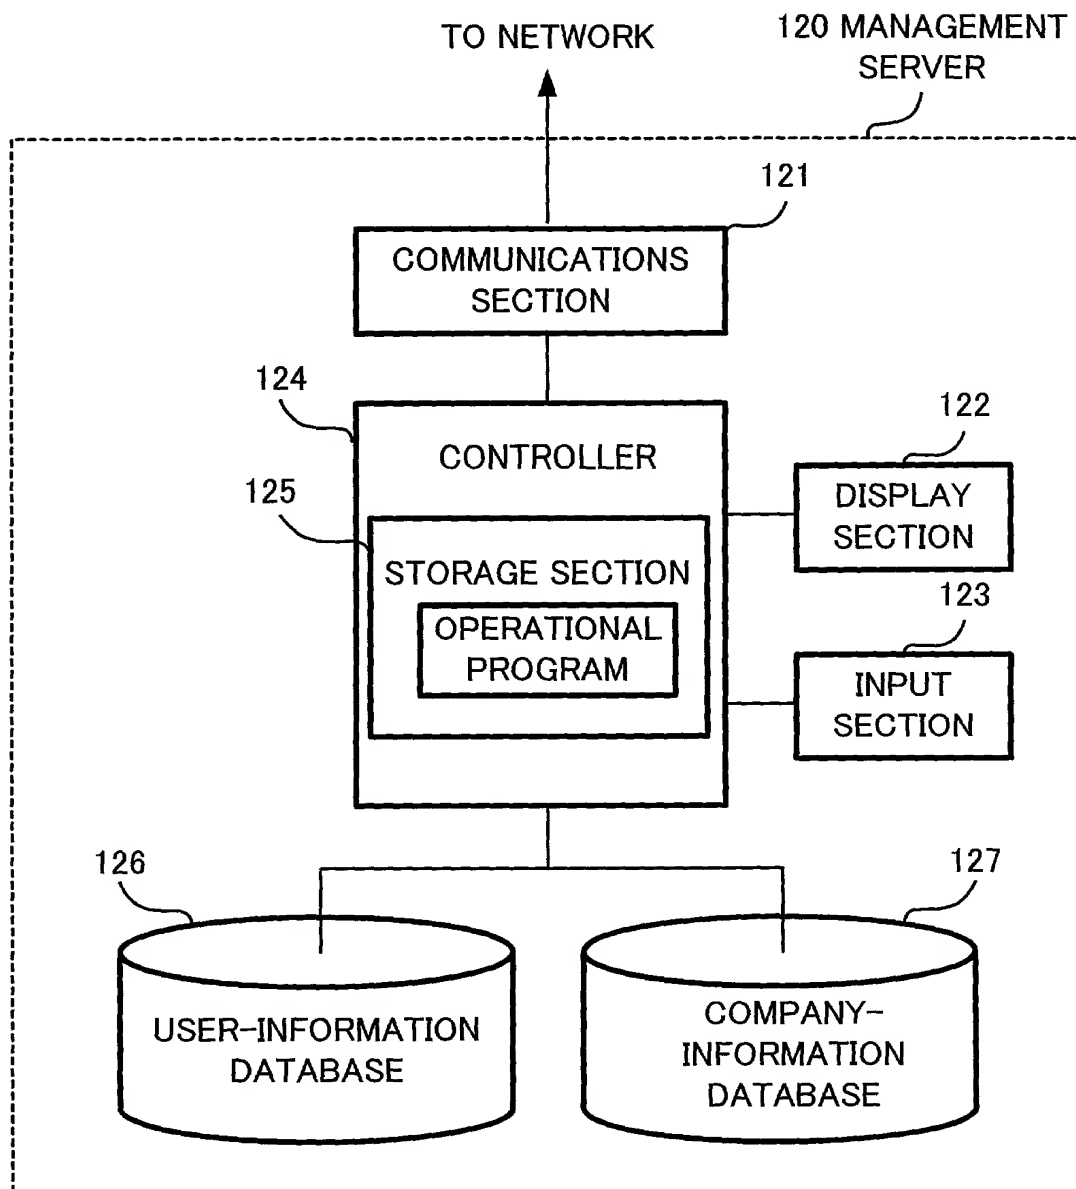 TO NETWORK
120 MANAGEMENT
SERVER
121
COMMUNICATIONS
SECTION
124
CONTROLLER
122
DISPLAY
SECTION
125
STORAGE SECTION
OPERATIONAL
PROGRAM
123
INPUT
SECTION
126
USER-INFORMATION
DATABASE
127
COMPANY-
INFORMATION
DATABASE